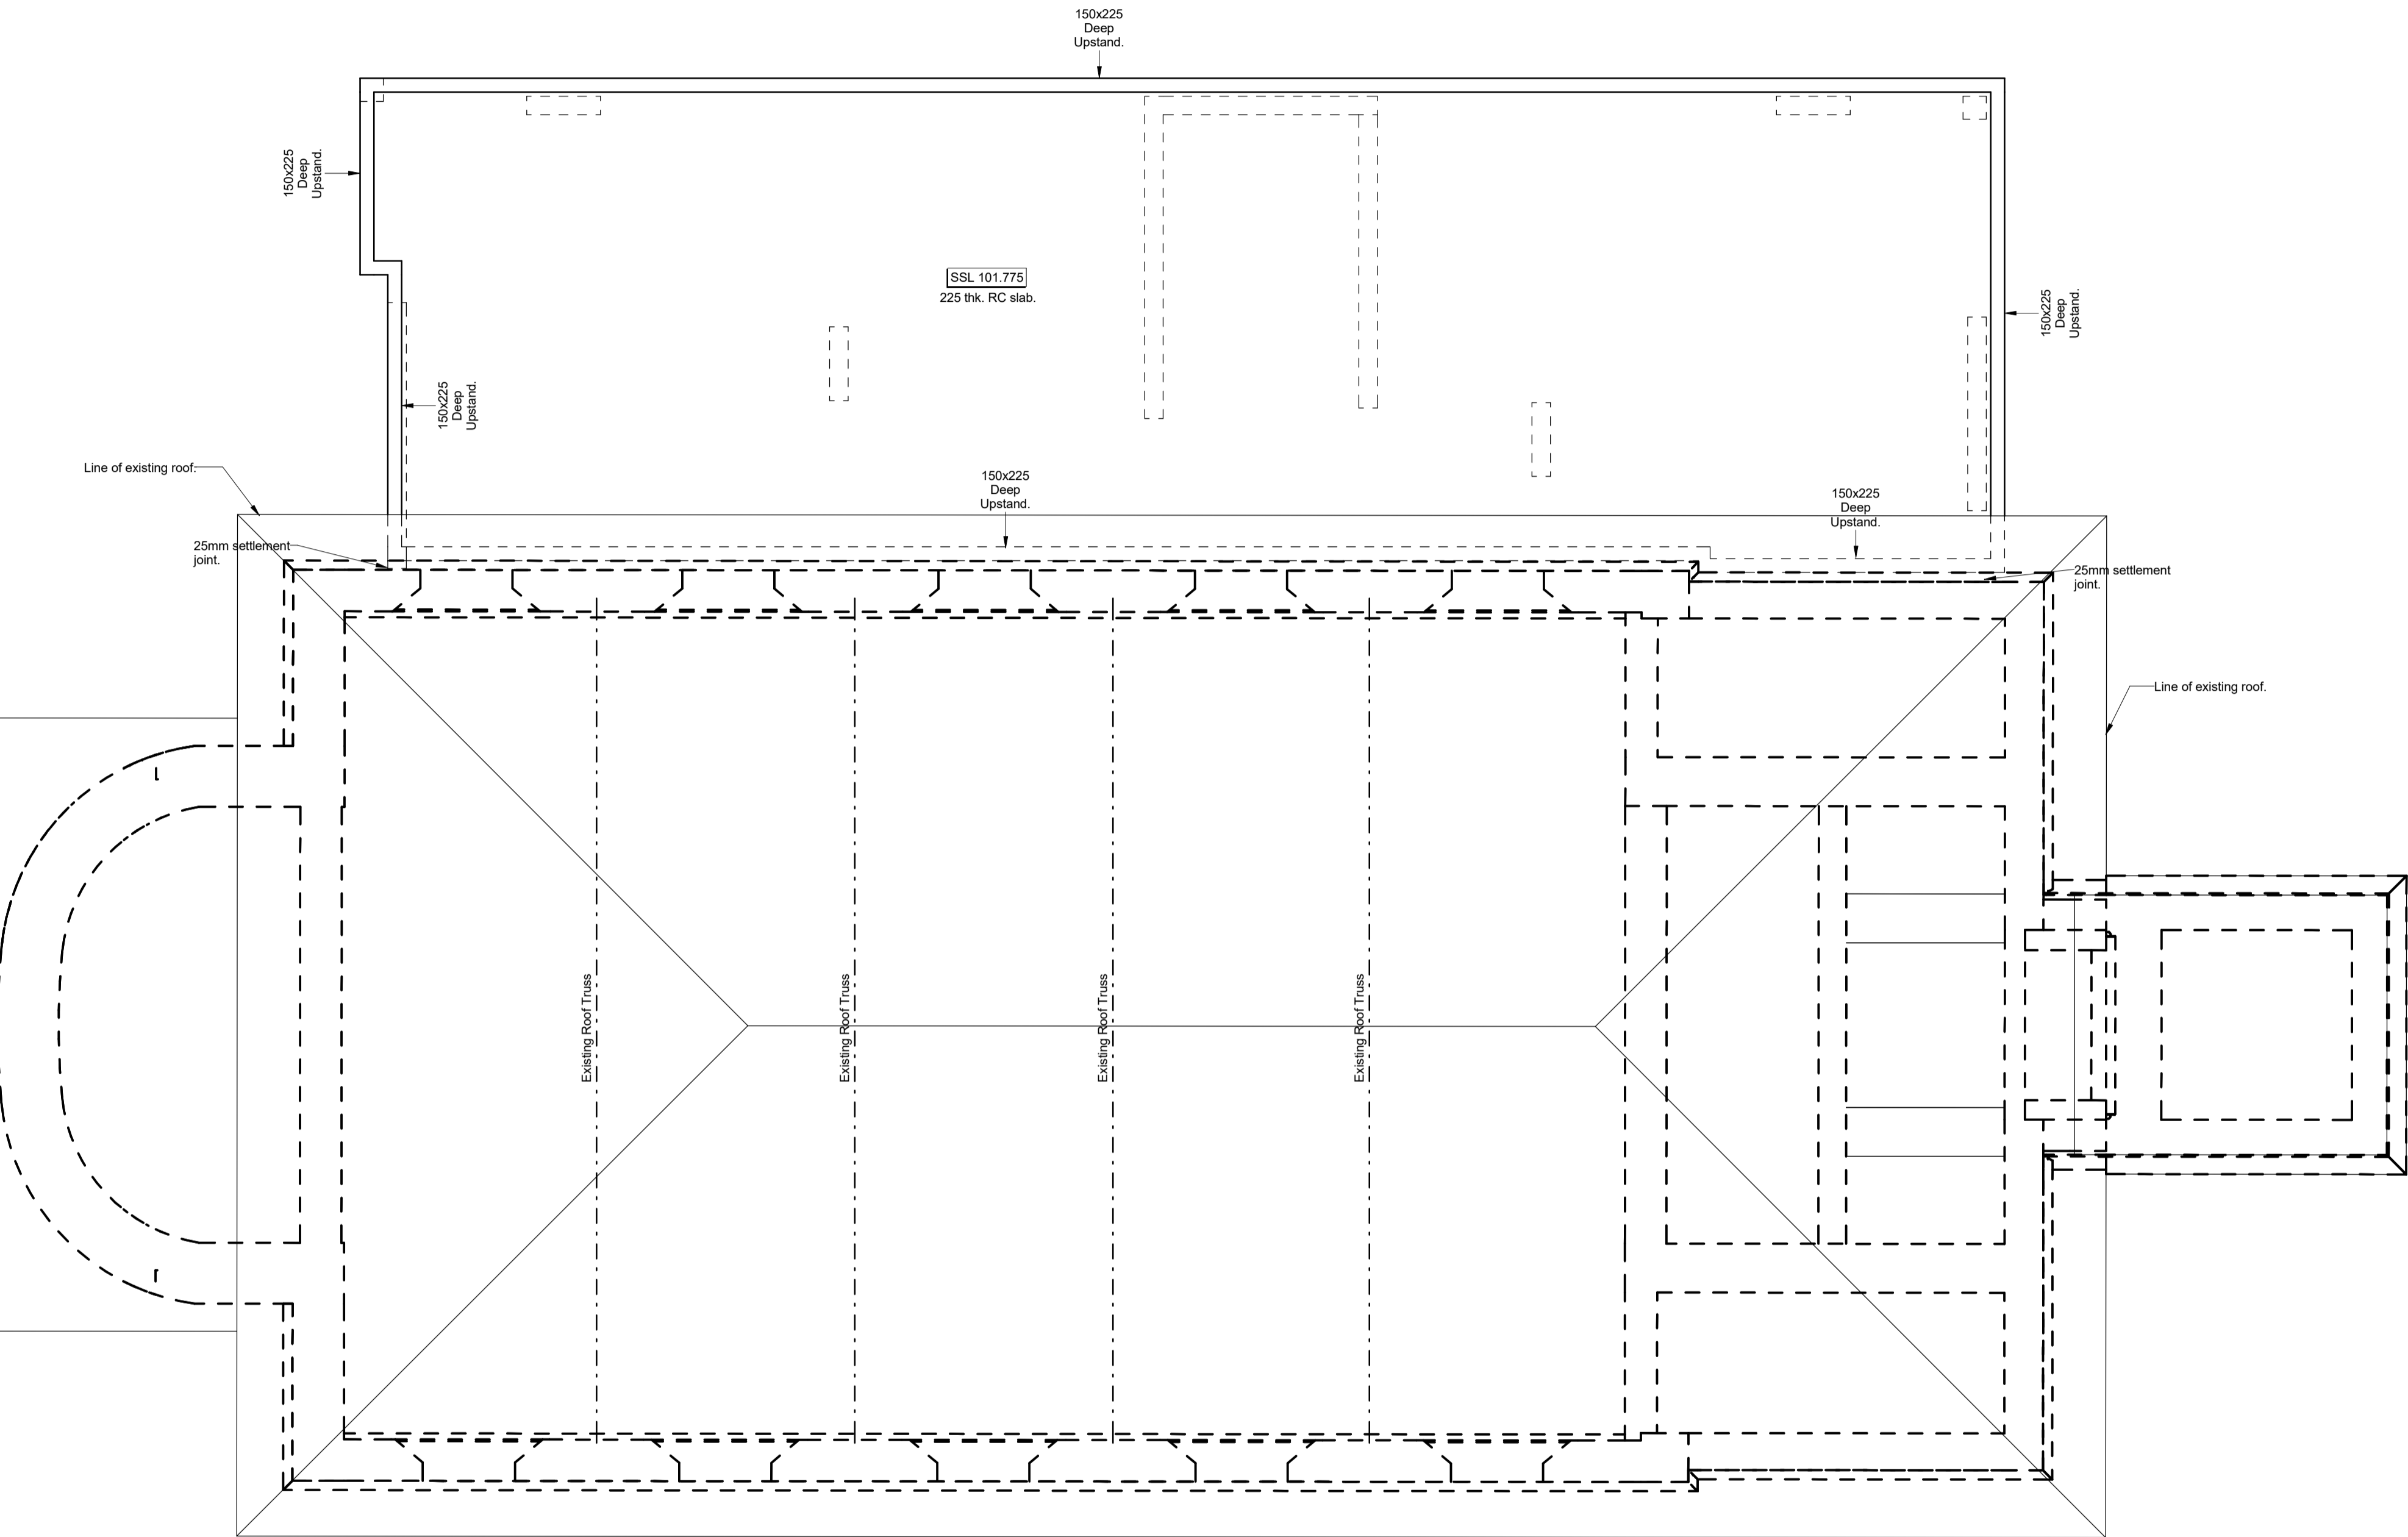 150x225
Deep
Upstand.
150x225
Deep
Upstand.
SSL 101.775
225 thk. RC slab.
150x225
Deep
Upstand.
150x225
Deep
Upstand.
Line of existing roof.
150x225
Deep
Upstand.
150x225
Deep
Upstand.
25mm settlement
joint.
25mm settlement
joint.
Line of existing roof.
Existing Roof Truss
Existing Roof Truss
Existing Roof Truss
Existing Roof Truss